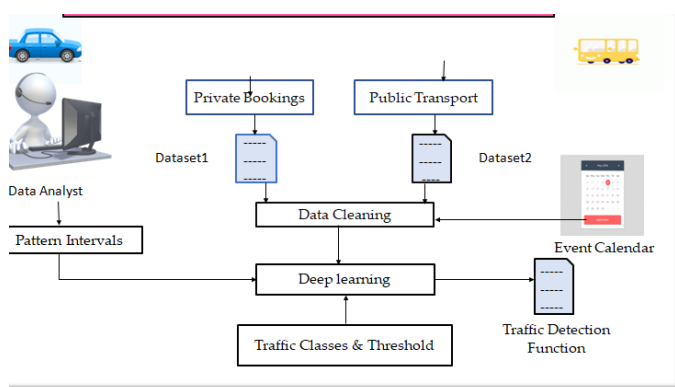 Private Bookings
Public Transport
Dataset1
Dataset2
Data Analyst
Data Cleaning
Pattern Intervals
Event Calendar
Deep learning
Traffic Detection
Function
Traffic Classes & Threshold